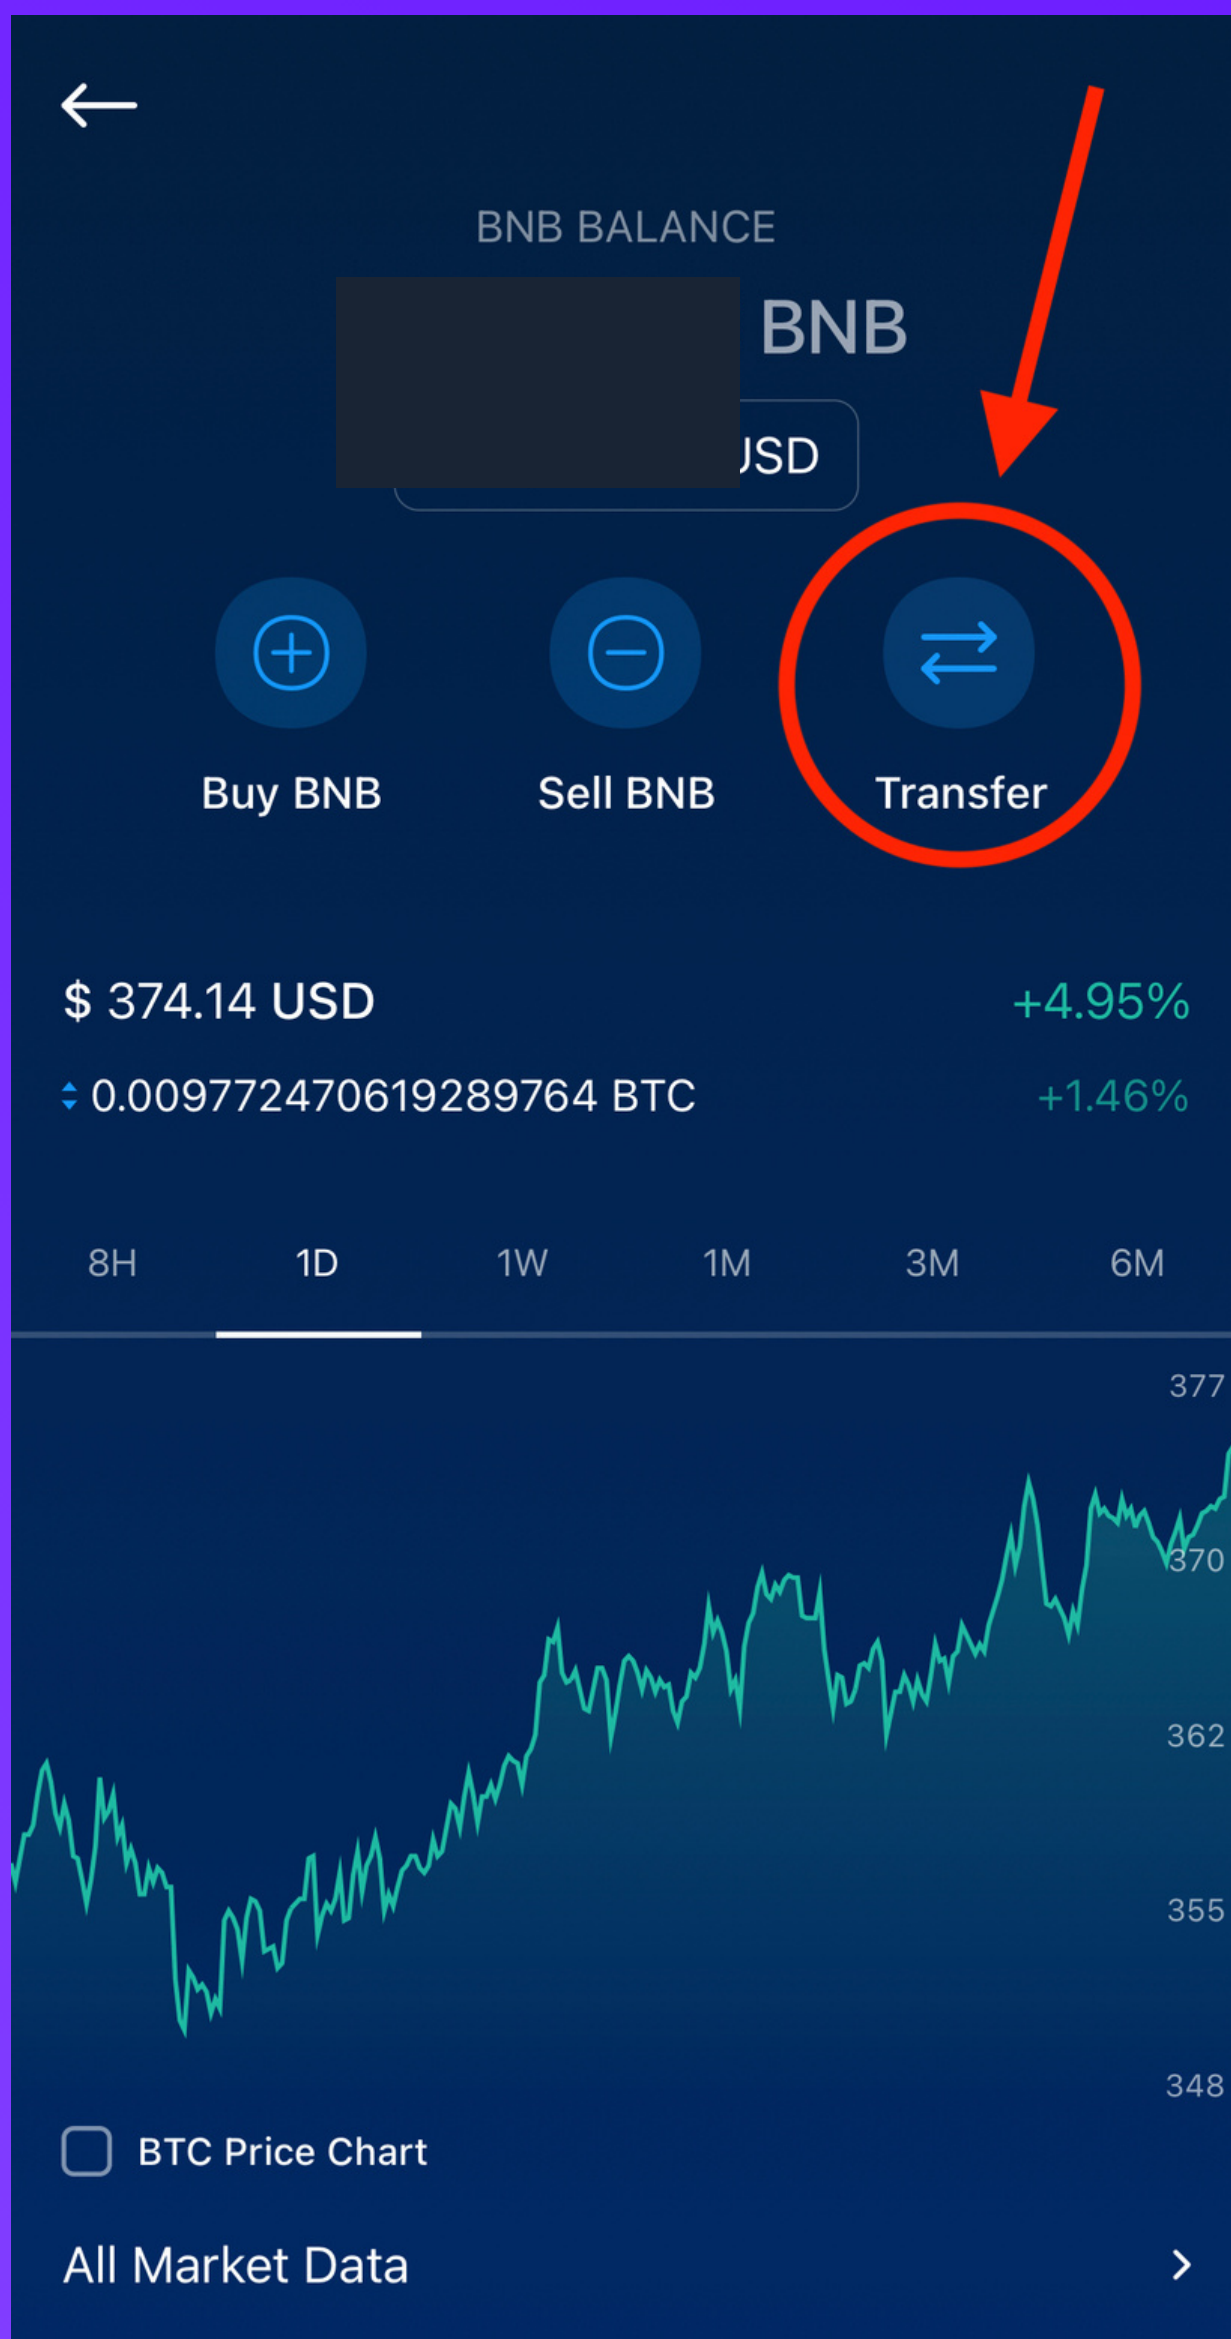 BNB BALANCE
BNB
USD
Buy BNB
Sell BNB
Transfer
$ 374.14 USD
+4.95%
0.009772470619289764 BTC
+1.46%
8H
1D
1W
1M
3M
6M
377
370
362
355
348
BTC Price Chart
All Market Data